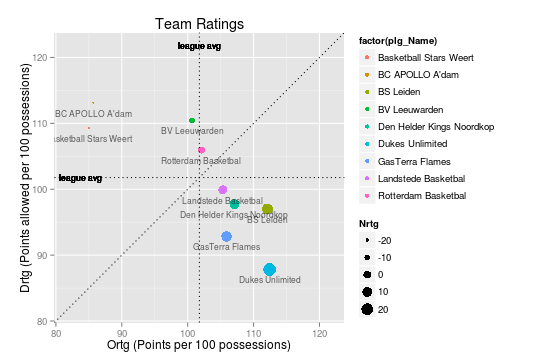 Team Ratings
league avg
factor(plg_Name)
Basketball Stars Weert
BC APOLLO A'dam
BS Leiden
BV Leeuwarden
Den Helder Kings Noordkop
Dukes Unlimited
GasTerra Flames
Landstede Basketbal
Rotterdam Basketbal
Nrtg
-20
-10
0
10
20
Drtg (Points allowed per 100 possessions)
120
110
100
90
80
BC APOLLO A'dam
asketball Stars Weert
BV Leeuwarden
Rotterdam Basketbal
league avg
Landstede Basketbal
Den Helder Kings Noordkop
BS Leiden
GasTerra Flames
Dukes Unlimited
80 90 100 110 120
Ortg (Points per 100 possessions)